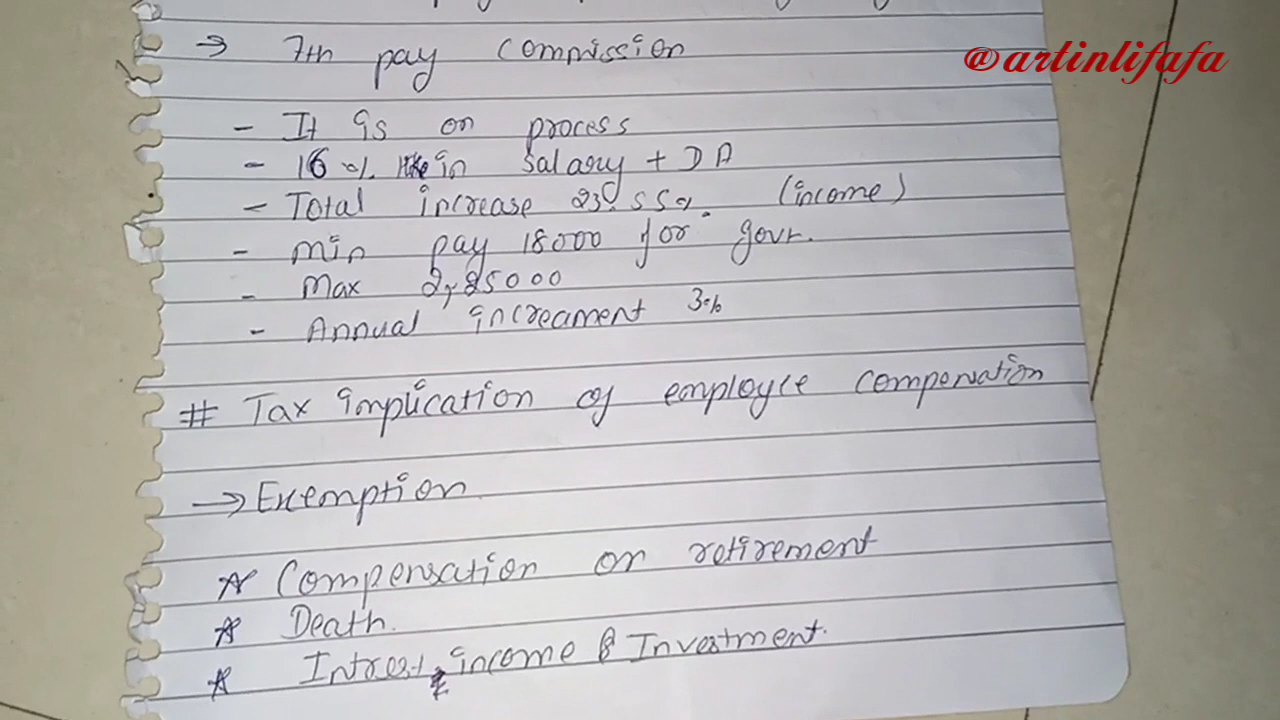 → 7th pay commission
@artinlifafa
- It is on process
- 16 % Hike in salary + DA
- Total increase 23.55%. (income)
- Min pay 18000 for govr.
- Max 2,25000
- Annual increament 3%
# Tax implication of employee compensation
→ Exemption
* Compensation on retirement
* Death.
* Intrest, income & Investment.